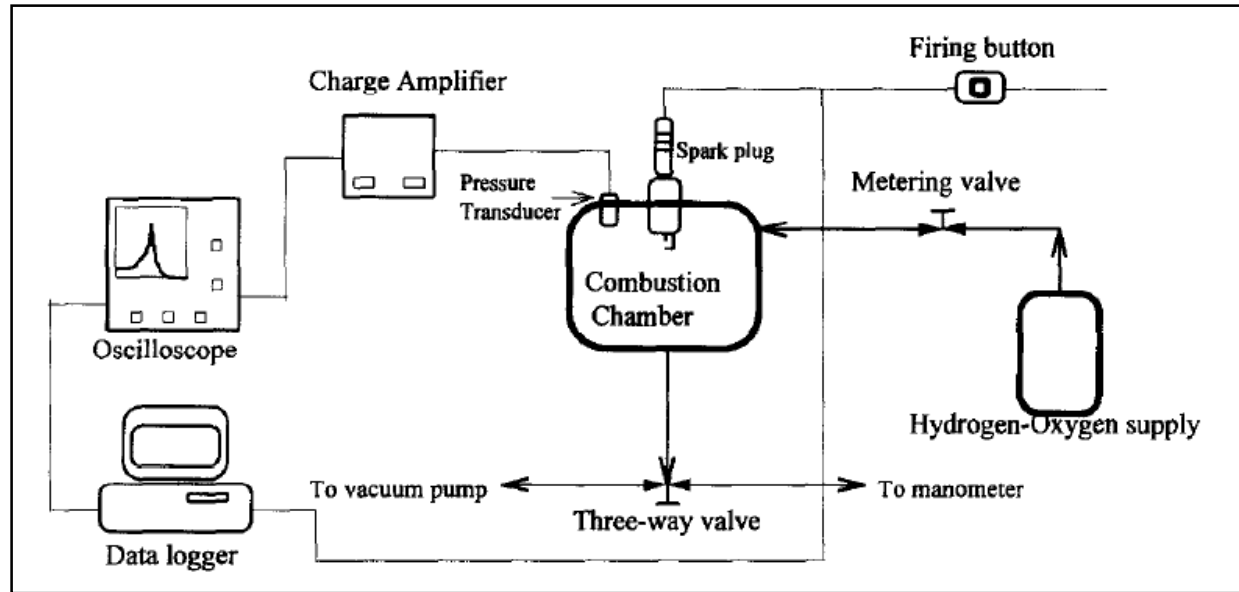 Firing button
Charge Amplifier
Spark plug
Pressure
Transducer
Metering valve
Combustion
Chamber
Oscilloscope
Hydrogen-Oxygen supply
To vacuum pump
To manometer
Three-way valve
Data logger